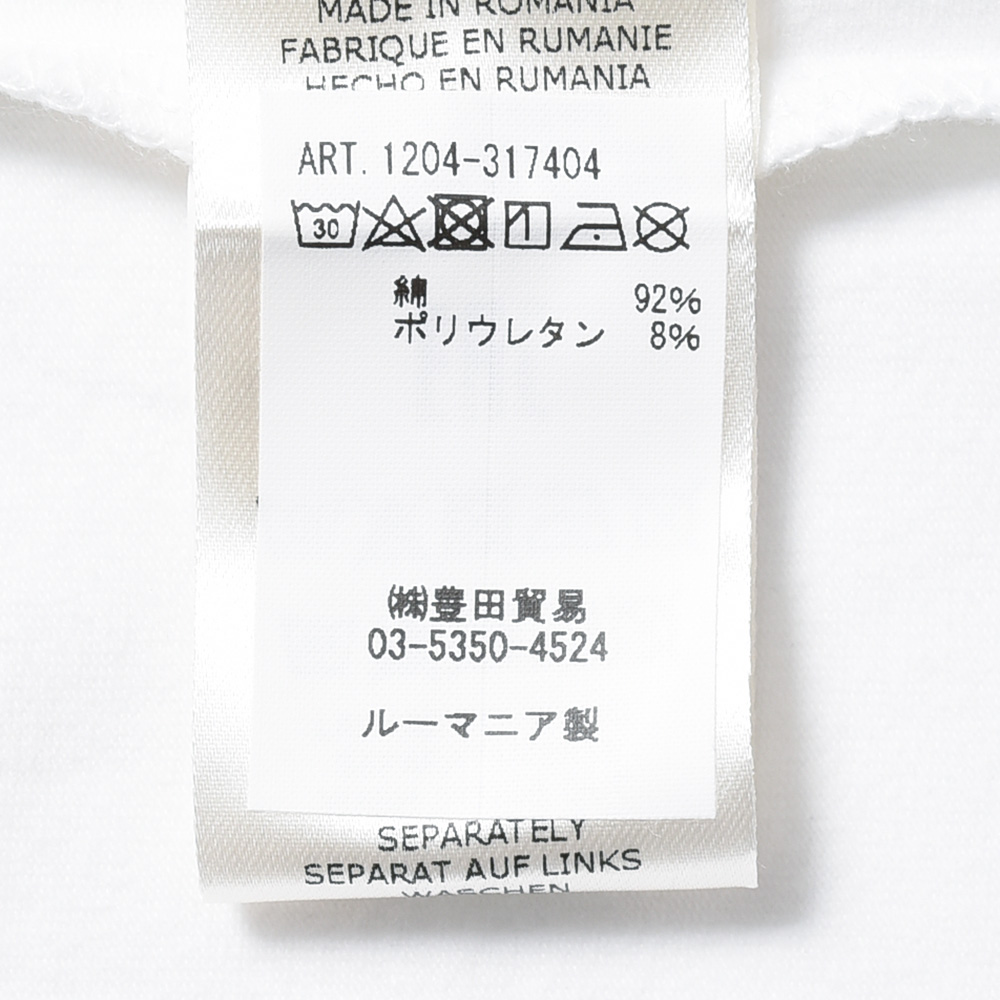 MADE IN ROMANIA
FABRIQUE EN RUMANIE
HECHO EN RUMANIA
ART. 1204-317404
30
綿 92%
ポリウレタン 8%
㈱豊田貿易
03-5350-4524
ルーマニア製
SEPARATELY
SEPARAT AUF LINKS
WASCHEN